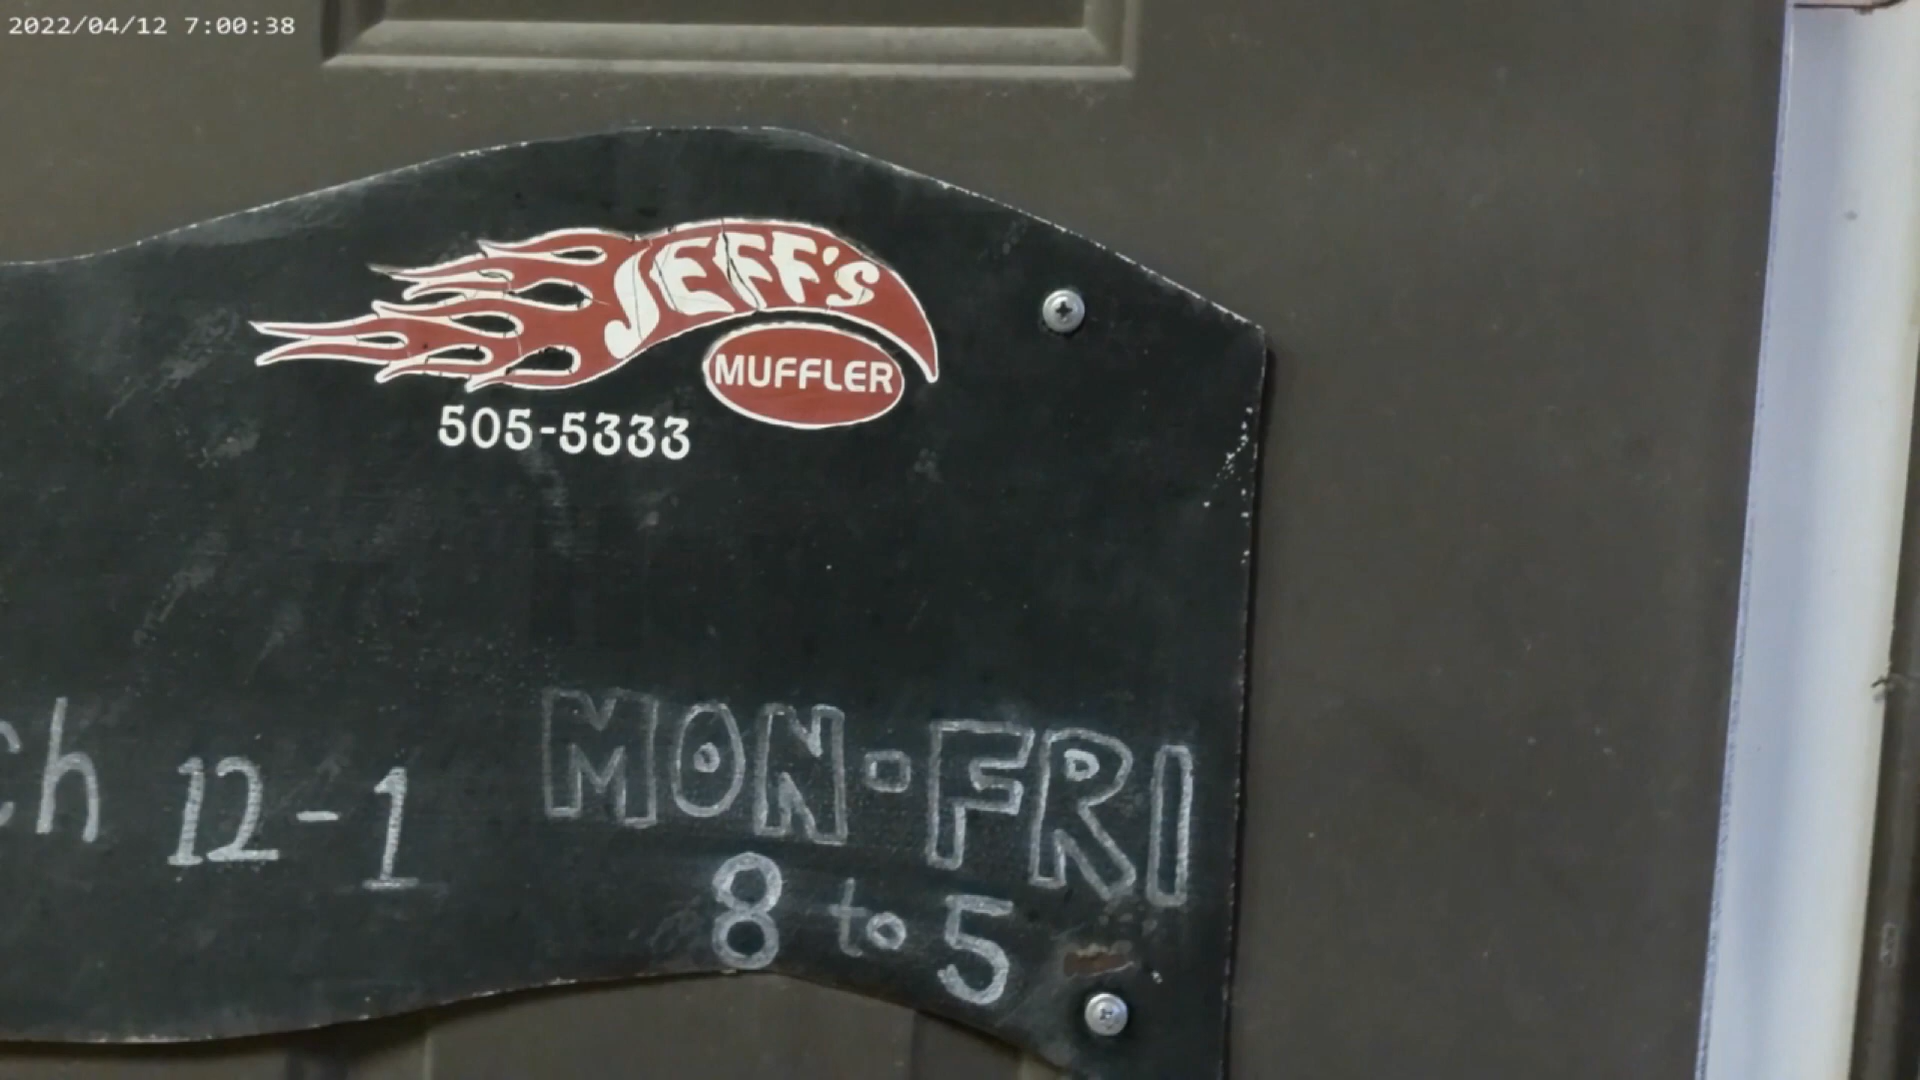 2022/04/12 7:00:38
JEFF'S
MUFFLER
505-5333
ch 12-1
MON-FRI
8 to 5